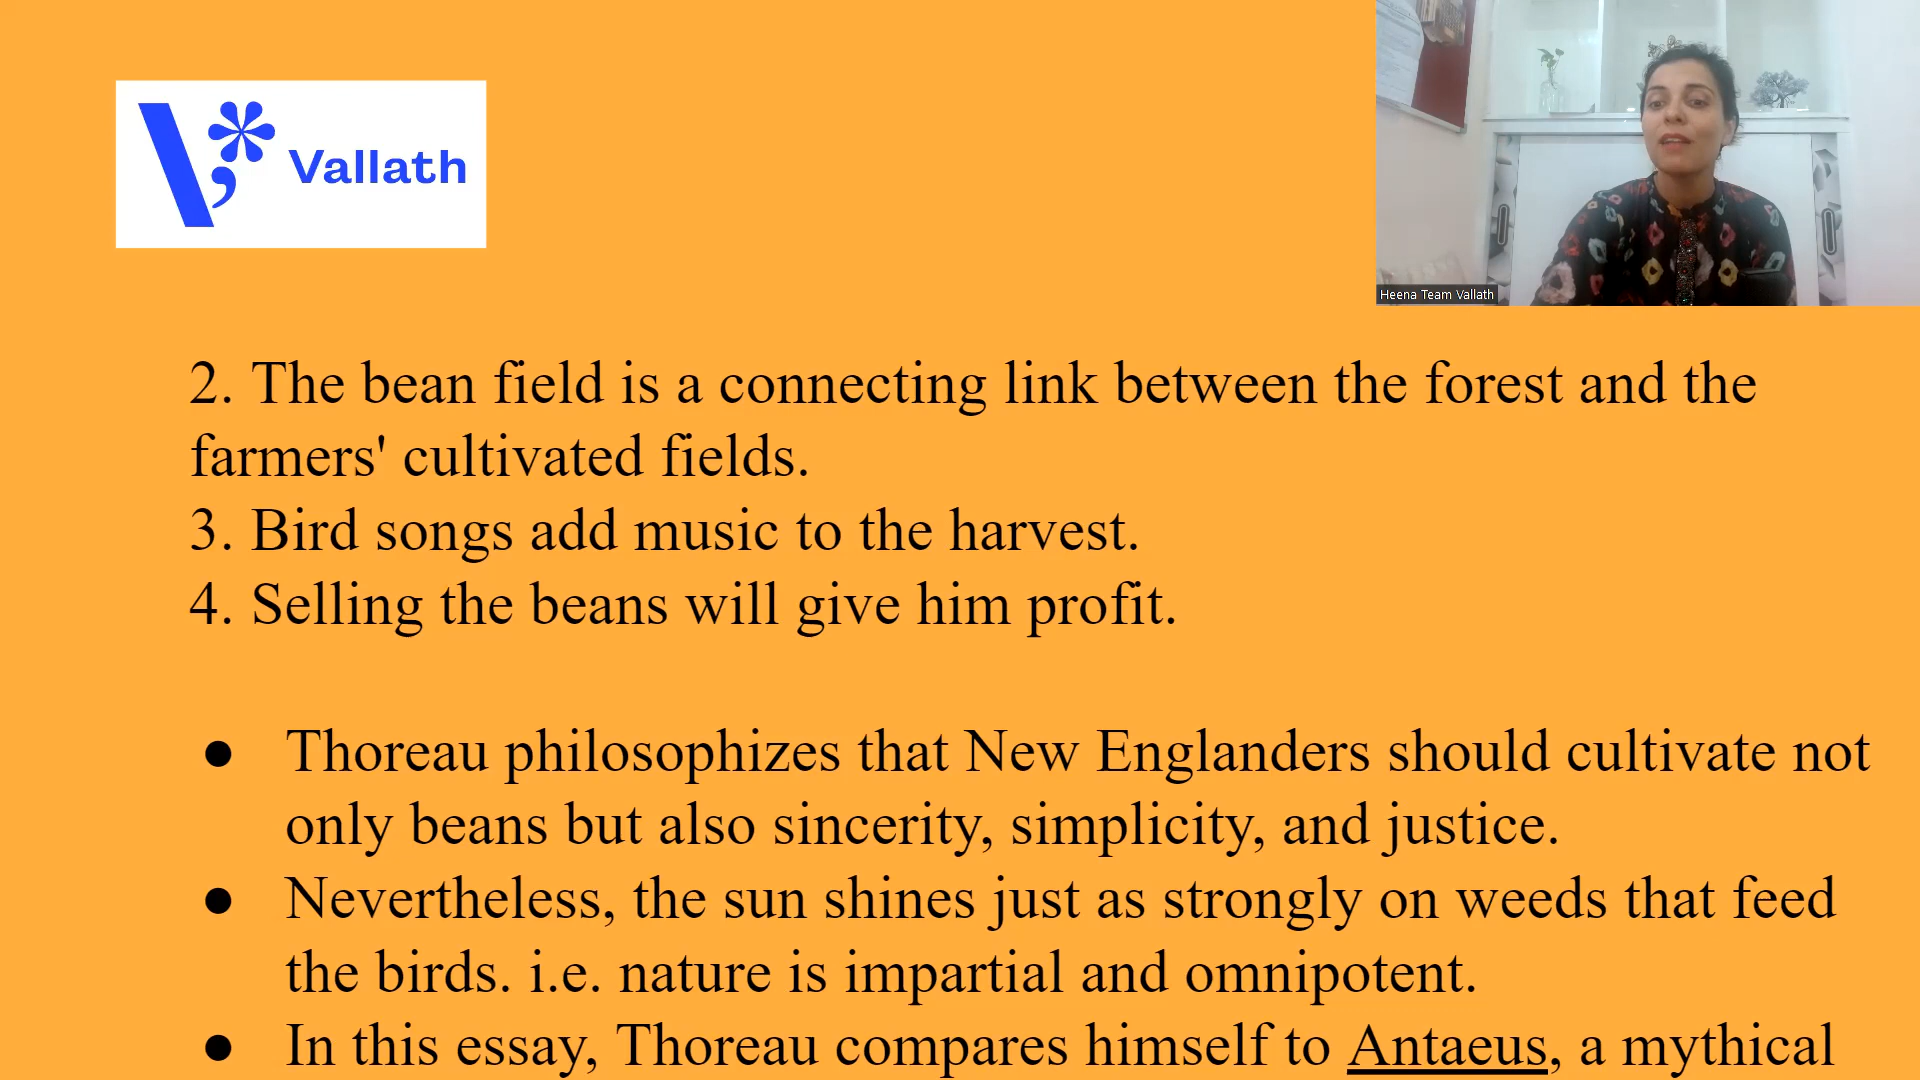 Vallath
Heena Team Vallath
2. The bean field is a connecting link between the forest and the
farmers' cultivated fields.
3. Bird songs add music to the harvest.
4. Selling the beans will give him profit.
● Thoreau philosophizes that New Englanders should cultivate not
only beans but also sincerity, simplicity, and justice.
● Nevertheless, the sun shines just as strongly on weeds that feed
the birds. i.e. nature is impartial and omnipotent.
● In this essay, Thoreau compares himself to Antaeus, a mythical